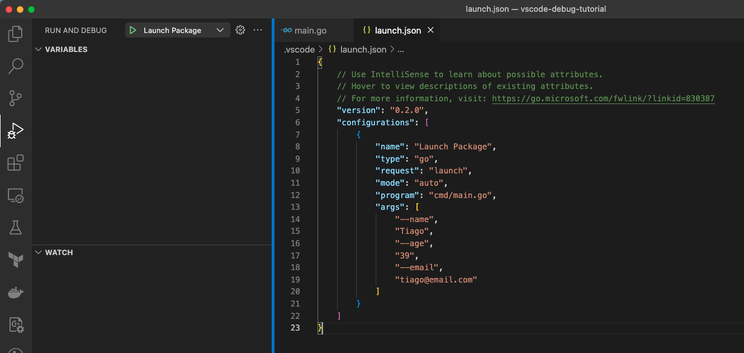 launch.json — vscode-debug-tutorial
RUN AND DEBUG
Launch Package
VARIABLES
WATCH
main.go
{} launch.json
.vscode > {} launch.json > ...
1 {
2 // Use IntelliSense to learn about possible attributes.
3 // Hover to view descriptions of existing attributes.
4 // For more information, visit: https://go.microsoft.com/fwlink/?linkid=830387
5 "version": "0.2.0",
6 "configurations": [
7 {
8 "name": "Launch Package",
9 "type": "go",
10 "request": "launch",
11 "mode": "auto",
12 "program": "cmd/main.go",
13 "args": [
14 "--name",
15 "Tiago",
16 "--age",
17 "39",
18 "--email",
19 "tiago@email.com"
20 ]
21 }
22 ]
23 }